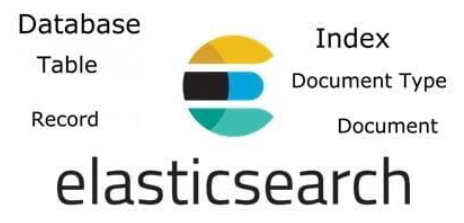 Database
Table
Record
Index
Document Type
Document
elasticsearch